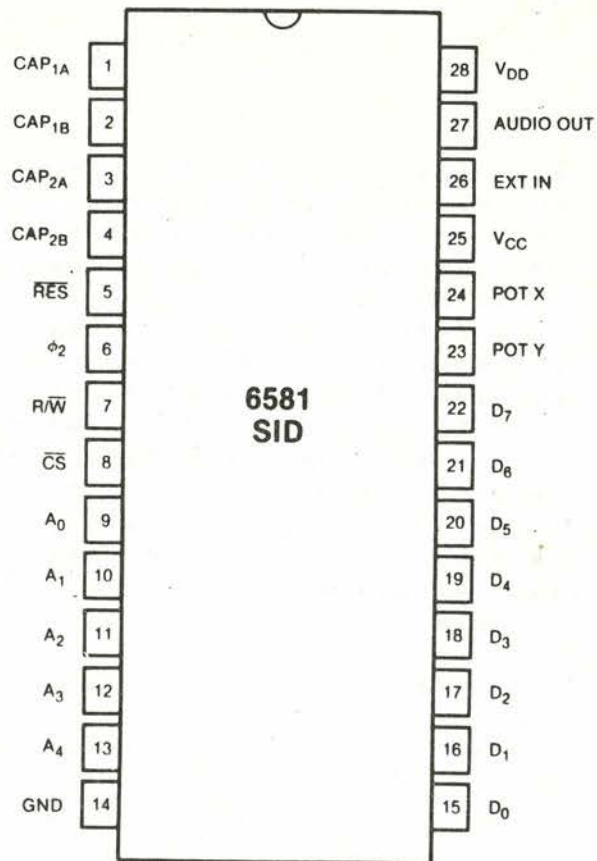 CAP1A 1 28 VDD
CAP1B 2 27 AUDIO OUT
CAP2A 3 26 EXT IN
CAP2B 4 25 VCC
R̅E̅S̅ 5 24 POT X
ϕ2 6 23 POT Y
R/W̅ 7 22 D7
6581
SID
C̅S̅ 8 21 D6
A0 9 20 D5
A1 10 19 D4
A2 11 18 D3
A3 12 17 D2
A4 13 16 D1
GND 14 15 D0